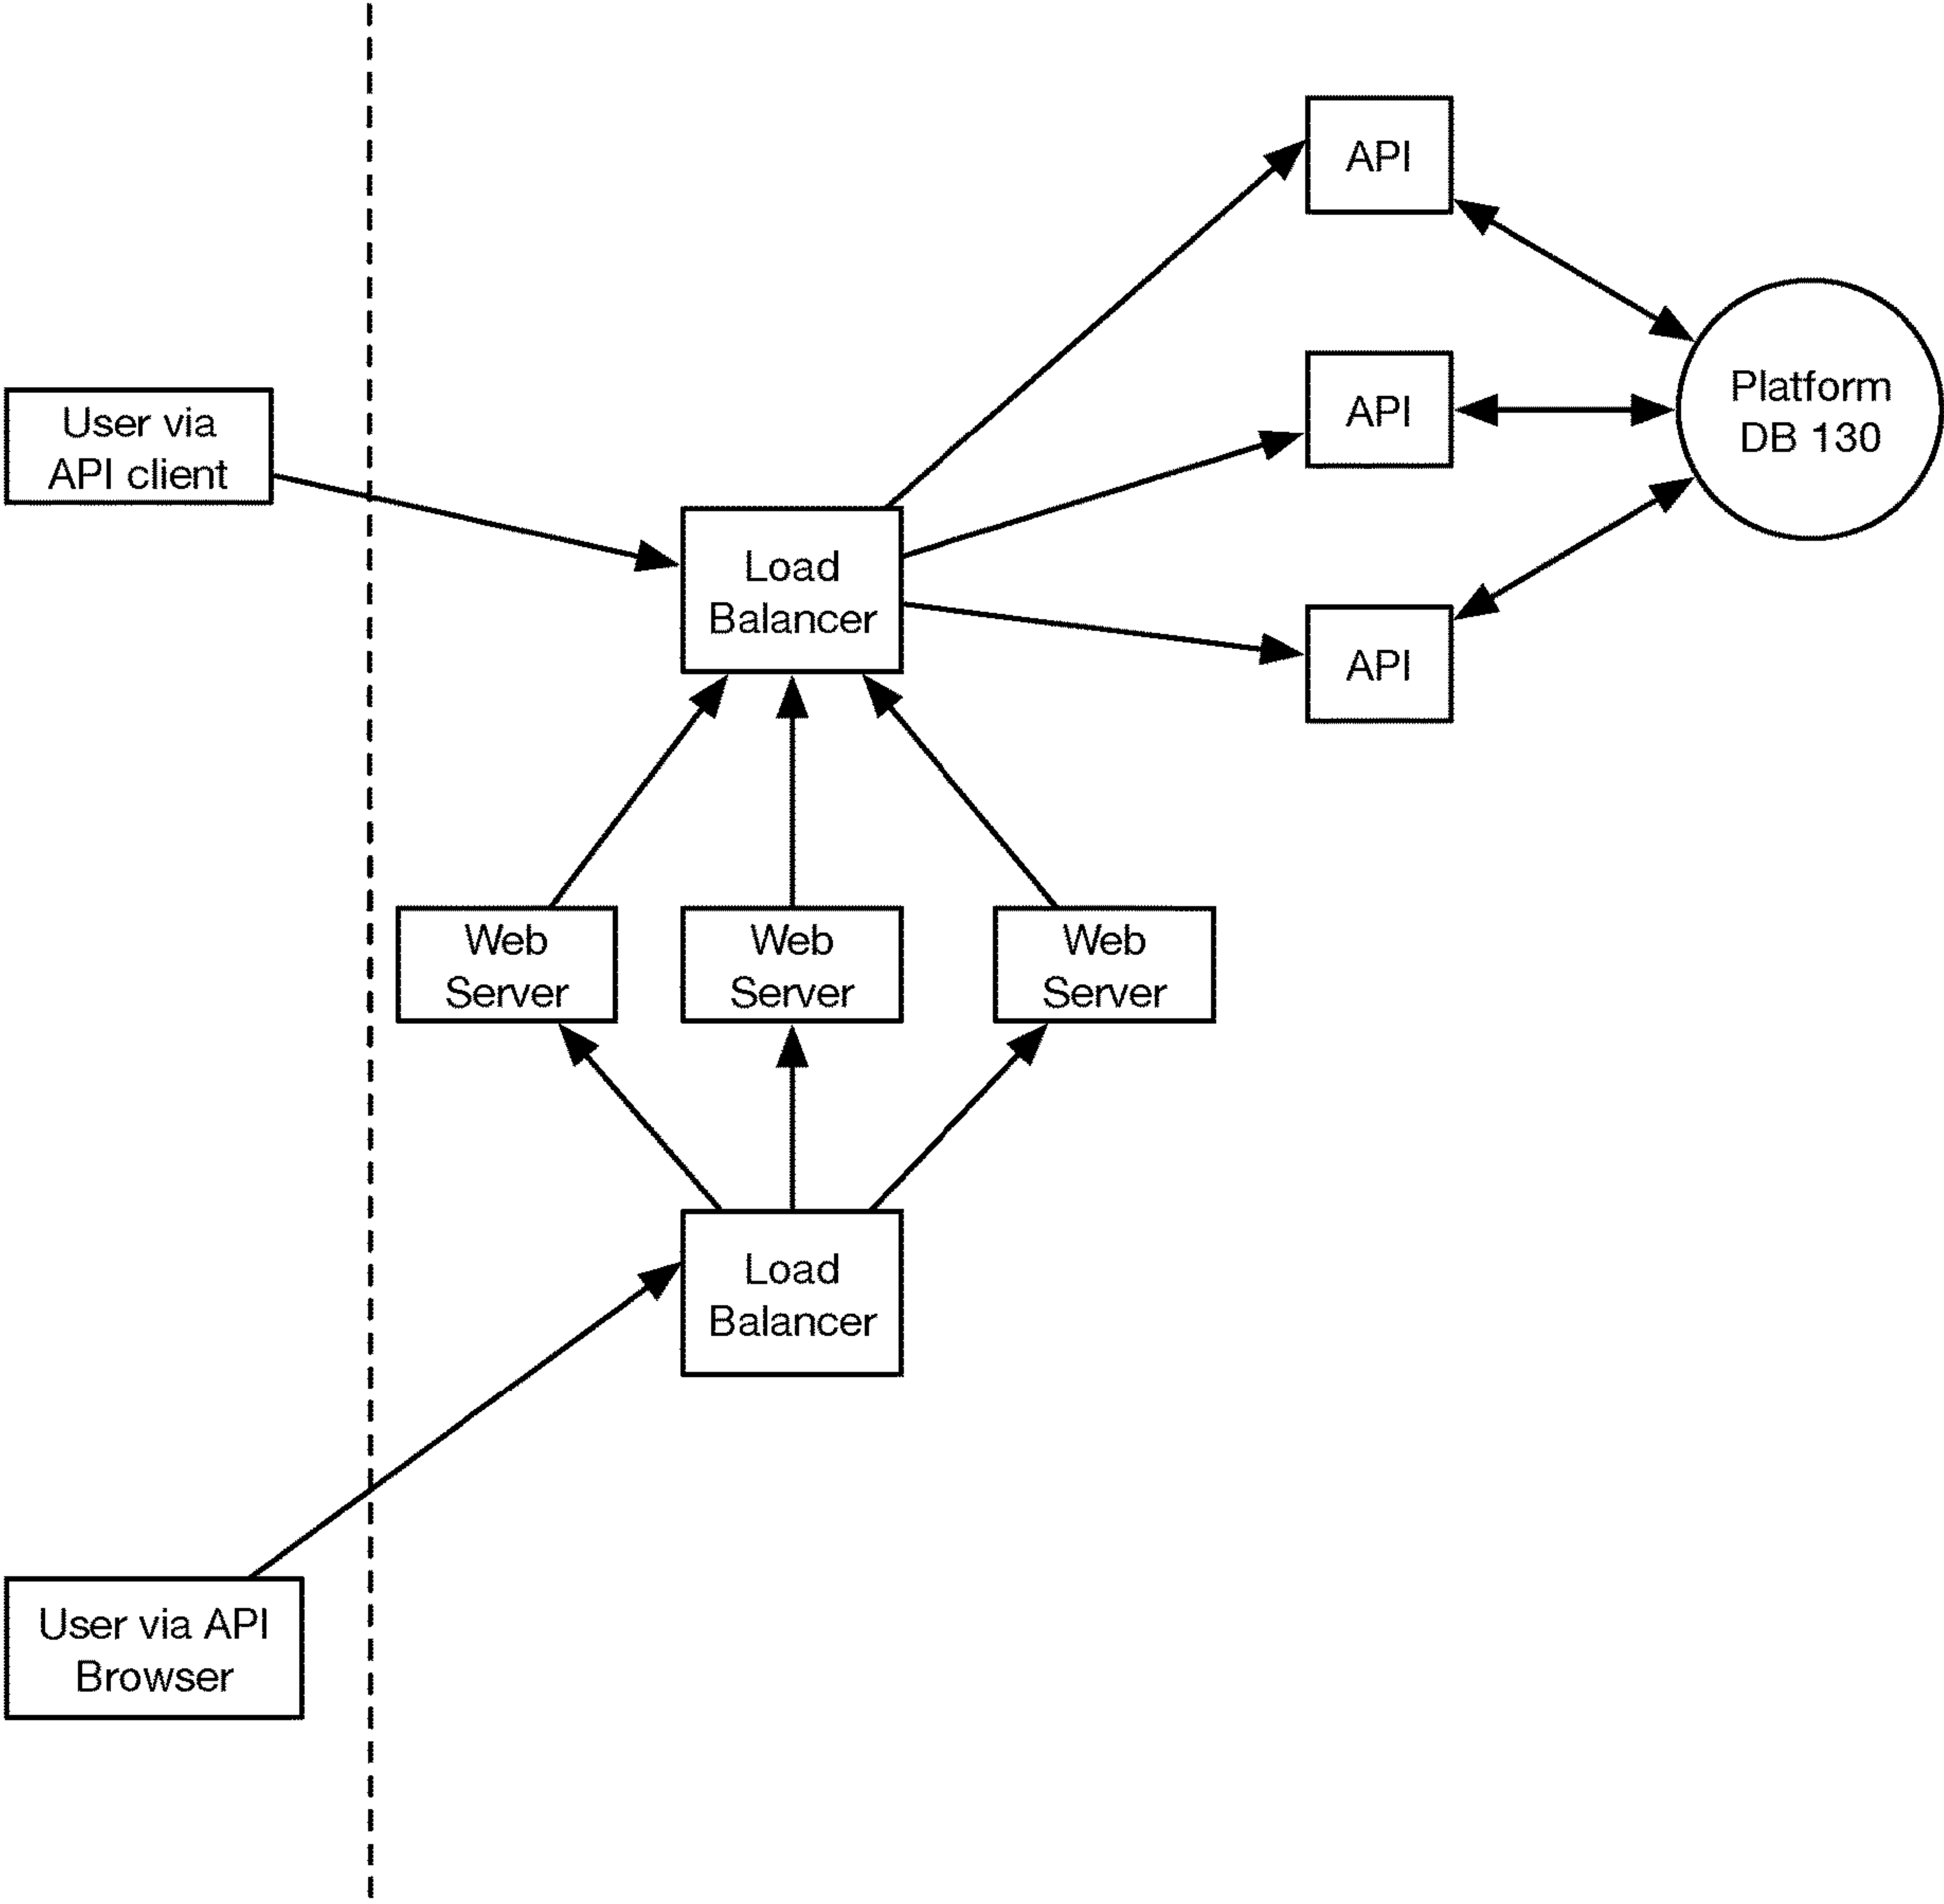 API
User via
API client
API
Platform
DB 130
Load
Balancer
API
Web
Server
Web
Server
Web
Server
Load
Balancer
User via API
Browser